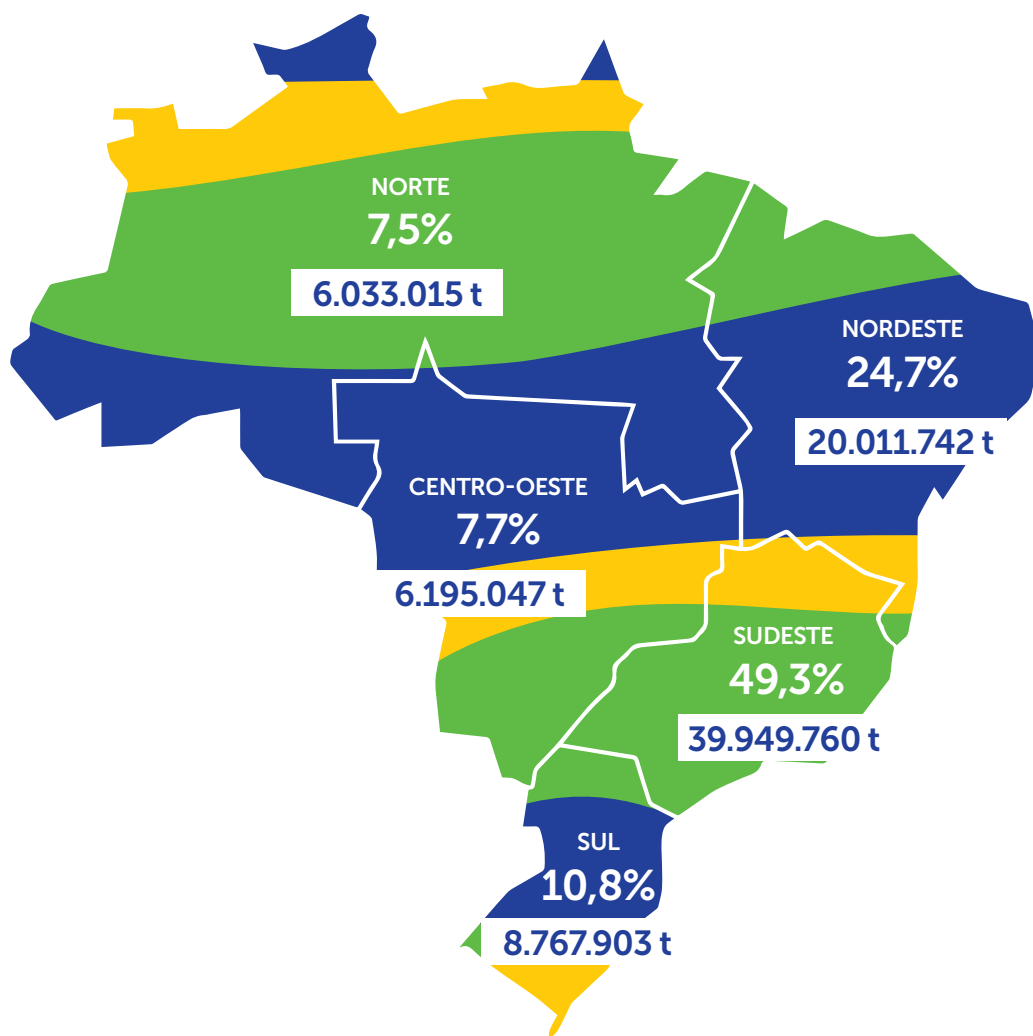 NORTE
7,5%
6.033.015 t
NORDESTE
24,7%
20.011.742 t
CENTRO-OESTE
7,7%
6.195.047 t
SUDESTE
49,3%
39.949.760 t
SUL
10,8%
8.767.903 t